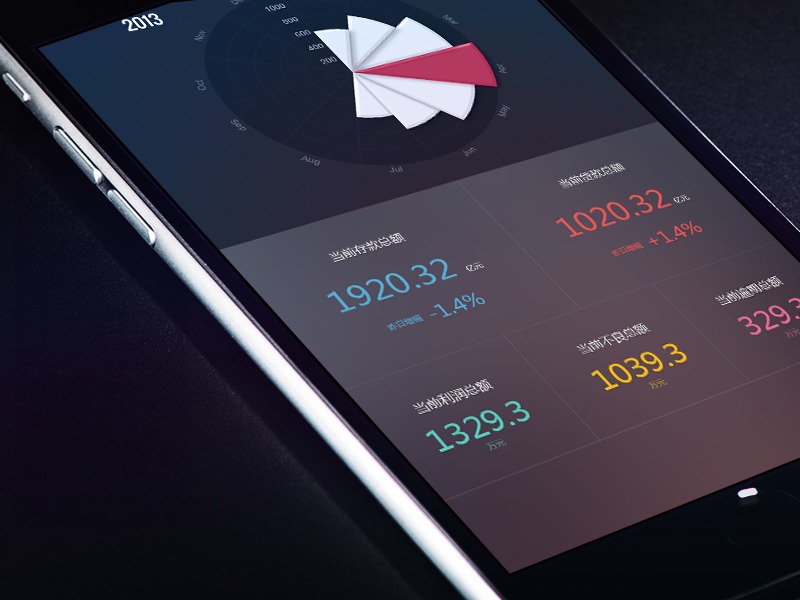 2013
1000
800
600
400
200
Nov
Oct
Sep
Aug
Jul
Jun
May
Apr
Mar
当前贷款总额
1020.32 亿元
昨日增幅 +1.4%
当前存款总额
1920.32 亿元
昨日增幅 -1.4%
当前逾期总额
329.3
万元
当前不良总额
1039.3
万元
当前利润总额
1329.3
万元